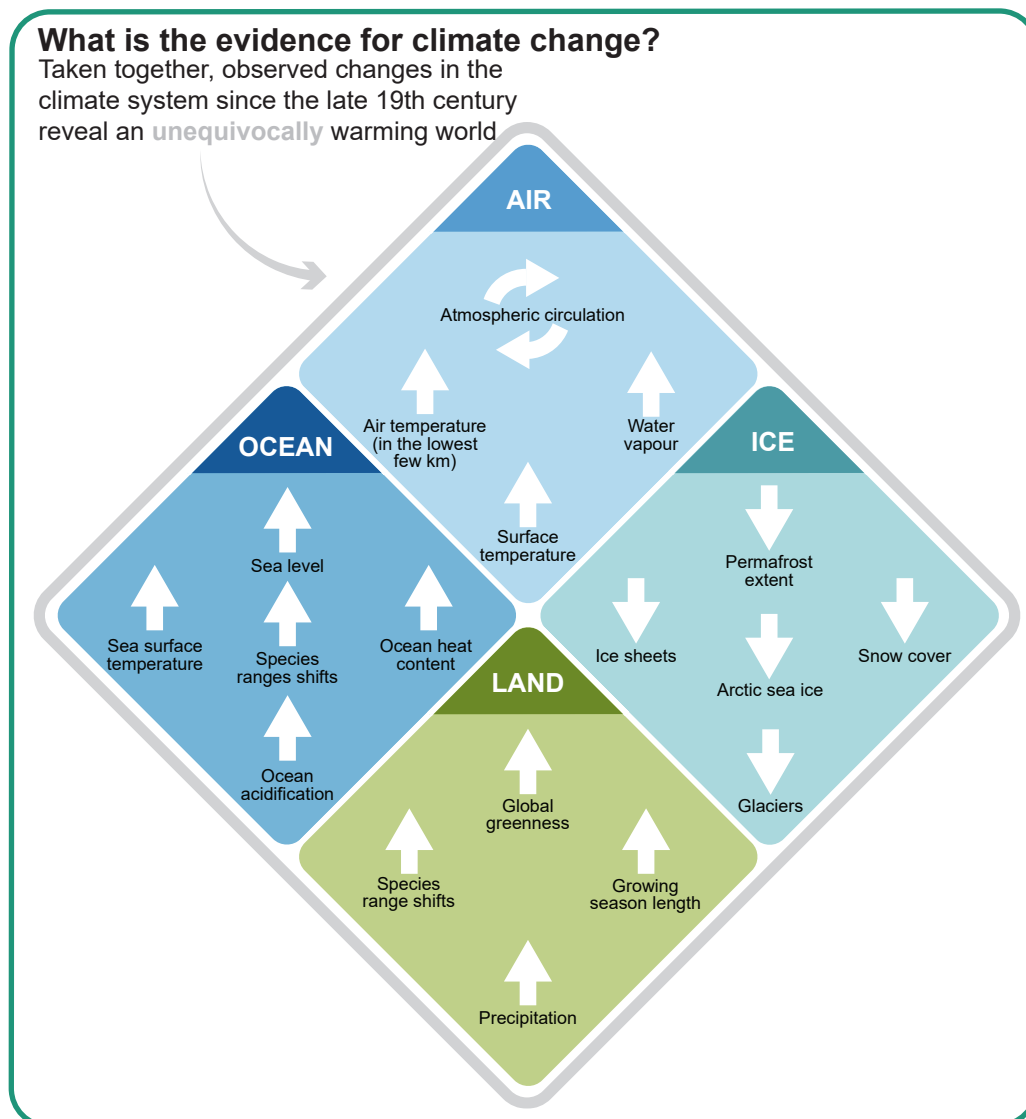 What is the evidence for climate change?
Taken together, observed changes in the
climate system since the late 19th century
reveal an unequivocally warming world
AIR
Atmospheric circulation
Air temperature
(in the lowest
few km)
Water
vapour
Surface
temperature
OCEAN
Sea level
Sea surface
temperature
Species
ranges shifts
Ocean heat
content
Ocean
acidification
ICE
Permafrost
extent
Ice sheets
Arctic sea ice
Snow cover
Glaciers
LAND
Global
greenness
Species
range shifts
Growing
season length
Precipitation